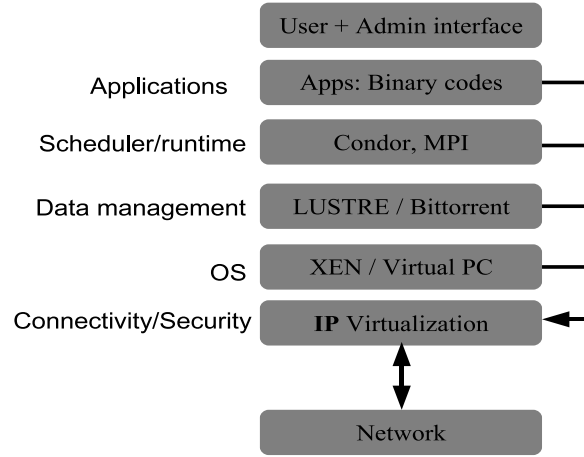 User + Admin interface
Applications
Apps: Binary codes
Scheduler/runtime
Condor, MPI
Data management
LUSTRE / Bittorrent
OS
XEN / Virtual PC
Connectivity/Security
IP Virtualization
Network